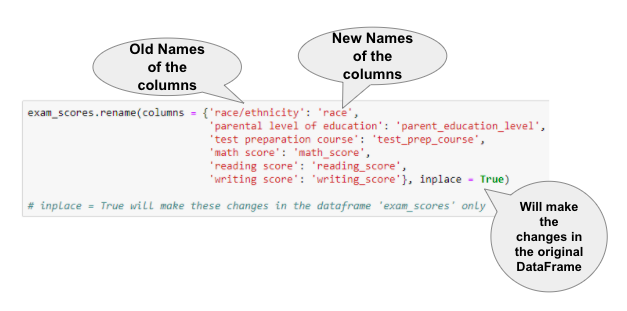 Old Names
of the
columns
New Names
of the
columns
exam_scores.rename(columns = {'race/ethnicity': 'race',
'parental level of education': 'parent_education_level',
'test preparation course': 'test_prep_course',
'math score': 'math_score',
'reading score': 'reading_score',
'writing score': 'writing_score'}, inplace = True)
# inplace = True will make these changes in the dataframe 'exam_scores' only
Will make
the
changes in
the original
DataFrame